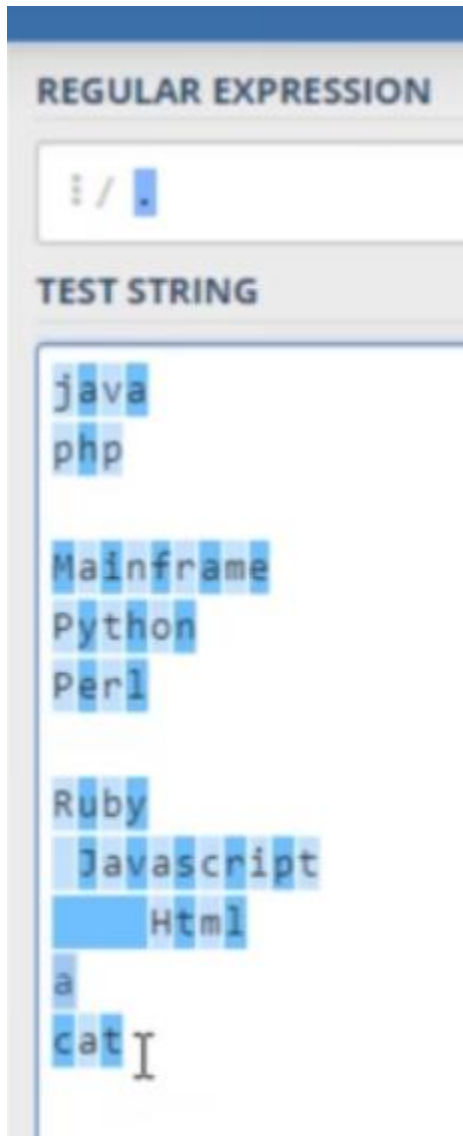 REGULAR EXPRESSION
⋮/ .
TEST STRING
java
php
Mainframe
Python
Perl
Ruby
 Javascript
    Html
a
cat